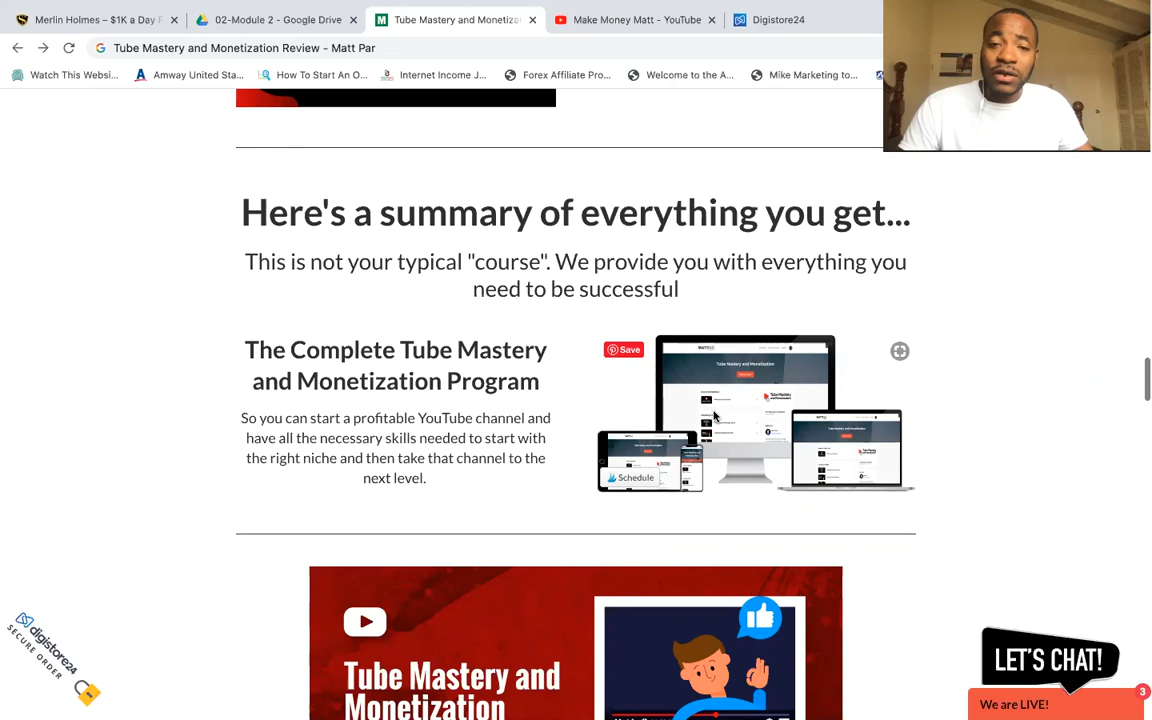 Merlin Holmes – $1K a Day F
02-Module 2 - Google Drive
Tube Mastery and Monetiza
Make Money Matt - YouTube
Digistore24
Tube Mastery and Monetization Review - Matt Par
Watch This Websi...
Amway United Sta...
How To Start An O...
Internet Income J...
Forex Affiliate Pro...
Welcome to the A...
Mike Marketing to...
Here's a summary of everything you get...
This is not your typical "course". We provide you with everything you
need to be successful
The Complete Tube Mastery
and Monetization Program
So you can start a profitable YouTube channel and
have all the necessary skills needed to start with
the right niche and then take that channel to the
next level.
Save
Tube Mastery and Monetization
Schedule
Tube Mastery and
Monetization
digistore24
SECURE ORDER
LET'S CHAT!
We are LIVE!
3